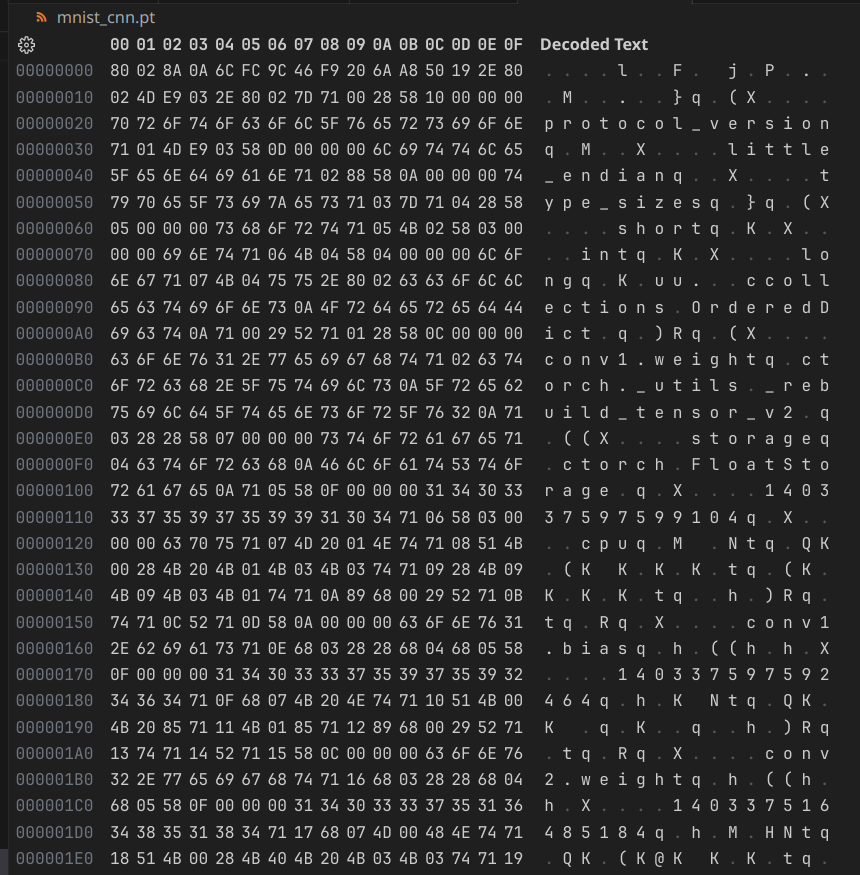 mnist_cnn.pt
00 01 02 03 04 05 06 07 08 09 0A 0B 0C 0D 0E 0F Decoded Text
00000000 80 02 8A 0A 6C FC 9C 46 F9 20 6A A8 50 19 2E 80 . . . . l . F . j . P . . .
00000010 02 4D E9 03 2E 80 02 7D 71 00 28 58 10 00 00 00 . M . . . . . } q . ( X . . . .
00000020 70 72 6F 74 6F 63 6F 6C 5F 76 65 72 73 69 6F 6E p r o t o c o l _ v e r s i o n
00000030 71 01 4D E9 03 58 0D 00 00 00 6C 69 74 74 6C 65 q . M . . X . . . . l i t t l e
00000040 5F 65 6E 64 69 61 6E 71 02 88 58 0A 00 00 00 74 _ e n d i a n q . . X . . . . t
00000050 79 70 65 5F 73 69 7A 65 73 71 03 7D 71 04 28 58 y p e _ s i z e s q . } q . ( X
00000060 05 00 00 00 73 68 6F 72 74 71 05 4B 02 58 03 00 . . . . s h o r t q . K . X . .
00000070 00 00 69 6E 74 71 06 4B 04 58 04 00 00 00 6C 6F . . i n t q . K . X . . . . l o
00000080 6E 67 71 07 4B 04 75 75 2E 80 02 63 63 6F 6C 6C n g q . K . u u . . . c c o l l
00000090 65 63 74 69 6F 6E 73 0A 4F 72 64 65 72 65 64 44 e c t i o n s . O r d e r e d D
000000A0 69 63 74 0A 71 00 29 52 71 01 28 58 0C 00 00 00 i c t . q . ) R q . ( X . . . .
000000B0 63 6F 6E 76 31 2E 77 65 69 67 68 74 71 02 63 74 c o n v 1 . w e i g h t q . c t
000000C0 6F 72 63 68 2E 5F 75 74 69 6C 73 0A 5F 72 65 62 o r c h . _ u t i l s . _ r e b
000000D0 75 69 6C 64 5F 74 65 6E 73 6F 72 5F 76 32 0A 71 u i l d _ t e n s o r _ v 2 . q
000000E0 03 28 28 58 07 00 00 00 73 74 6F 72 61 67 65 71 . ( ( X . . . . s t o r a g e q
000000F0 04 63 74 6F 72 63 68 0A 46 6C 6F 61 74 53 74 6F . c t o r c h . F l o a t S t o
00000100 72 61 67 65 0A 71 05 58 0F 00 00 00 31 34 30 33 r a g e . q . X . . . . 1 4 0 3
00000110 33 37 35 39 37 35 39 39 31 30 34 71 06 58 03 00 3 7 5 9 7 5 9 9 1 0 4 q . X . .
00000120 00 00 63 70 75 71 07 4D 20 01 4E 74 71 08 51 4B . . c p u q . M . N t q . Q K
00000130 00 28 4B 20 4B 01 4B 03 4B 03 74 71 09 28 4B 09 . ( K K . K . K . t q . ( K .
00000140 4B 09 4B 03 4B 01 74 71 0A 89 68 00 29 52 71 0B K . K . K . t q . . h . ) R q .
00000150 74 71 0C 52 71 0D 58 0A 00 00 00 63 6F 6E 76 31 t q . R q . X . . . . c o n v 1
00000160 2E 62 69 61 73 71 0E 68 03 28 28 68 04 68 05 58 . b i a s q . h . ( ( h . h . X
00000170 0F 00 00 00 31 34 30 33 33 37 35 39 37 35 39 32 . . . . 1 4 0 3 3 7 5 9 7 5 9 2
00000180 34 36 34 71 0F 68 07 4B 20 4E 74 71 10 51 4B 00 4 6 4 q . h . K N t q . Q K .
00000190 4B 20 85 71 11 4B 01 85 71 12 89 68 00 29 52 71 K . q . K . . q . . h . ) R q
000001A0 13 74 71 14 52 71 15 58 0C 00 00 00 63 6F 6E 76 . t q . R q . X . . . . c o n v
000001B0 32 2E 77 65 69 67 68 74 71 16 68 03 28 28 68 04 2 . w e i g h t q . h . ( ( h .
000001C0 68 05 58 0F 00 00 00 31 34 30 33 33 37 35 31 36 h . X . . . . 1 4 0 3 3 7 5 1 6
000001D0 34 38 35 31 38 34 71 17 68 07 4D 00 48 4E 74 71 4 8 5 1 8 4 q . h . M . H N t q
000001E0 18 51 4B 00 28 4B 40 4B 20 4B 03 4B 03 74 71 19 . Q K . ( K @ K K . K . t q .